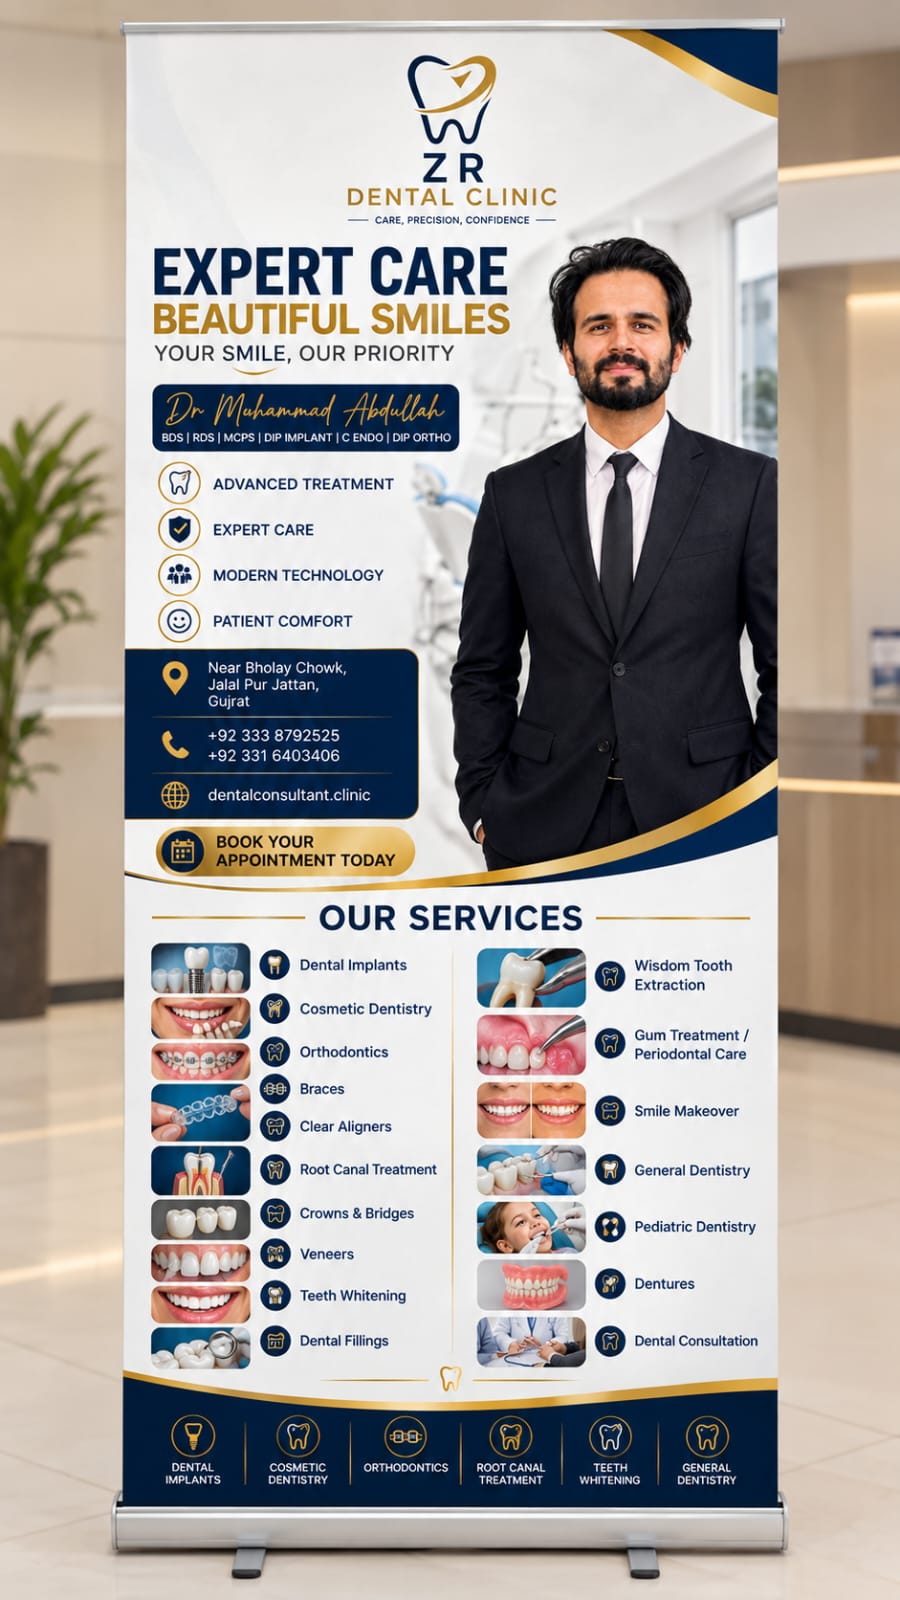 ZR
DENTAL CLINIC
CARE, PRECISION, CONFIDENCE
EXPERT CARE
BEAUTIFUL SMILES
YOUR SMILE, OUR PRIORITY
Dr Muhammad Abdullah
BDS | RDS | MCPS | DIP IMPLANT | C ENDO | DIP ORTHO
ADVANCED TREATMENT
EXPERT CARE
MODERN TECHNOLOGY
PATIENT COMFORT
Near Bholay Chowk,
Jalal Pur Jattan,
Gujrat
+92 333 8792525
+92 331 6403406
dentalconsultant.clinic
BOOK YOUR
APPOINTMENT TODAY
OUR SERVICES
Dental Implants
Cosmetic Dentistry
Orthodontics
Braces
Clear Aligners
Root Canal Treatment
Crowns & Bridges
Veneers
Teeth Whitening
Dental Fillings
Wisdom Tooth
Extraction
Gum Treatment /
Periodontal Care
Smile Makeover
General Dentistry
Pediatric Dentistry
Dentures
Dental Consultation
DENTAL
IMPLANTS
COSMETIC
DENTISTRY
ORTHODONTICS
ROOT CANAL
TREATMENT
TEETH
WHITENING
GENERAL
DENTISTRY